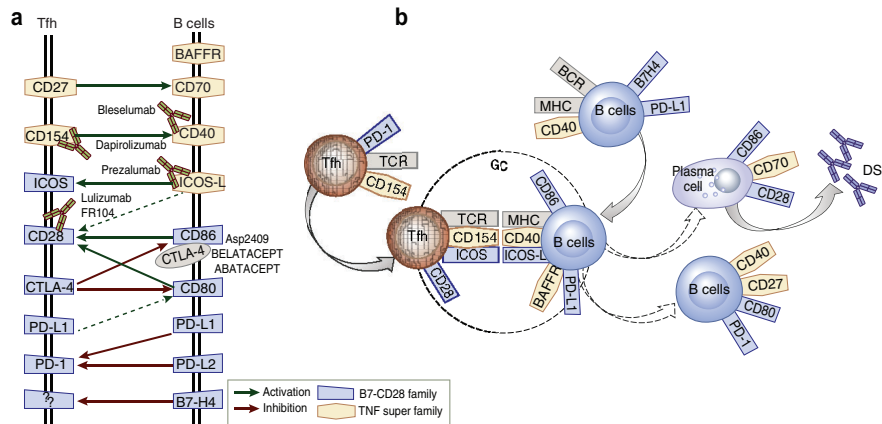 a
Tfh
B cells
BAFFR
CD27
CD70
Bleselumab
CD154
CD40
Dapirolizumab
Prezalumab
ICOS
ICOS-L
Lulizumab
FR104
CD28
CD86
Asp2409
CTLA-4
BELATACEPT
ABATACEPT
CTLA-4
CD80
PD-L1
PD-L1
PD-1
PD-L2
?
B7-H4
Activation
B7-CD28 family
Inhibition
TNF super family
b
BCR
B7H4
MHC
B cells
PD-L1
CD40
PD-1
Tfh
TCR
CD154
GC
CD86
Tfh
TCR
MHC
CD154
CD40
B cells
ICOS
ICOS-L
CD28
BAFFR
PD-L1
CD86
Plasma
cell
CD70
CD28
DS
B cells
CD40
CD27
CD80
PD-1